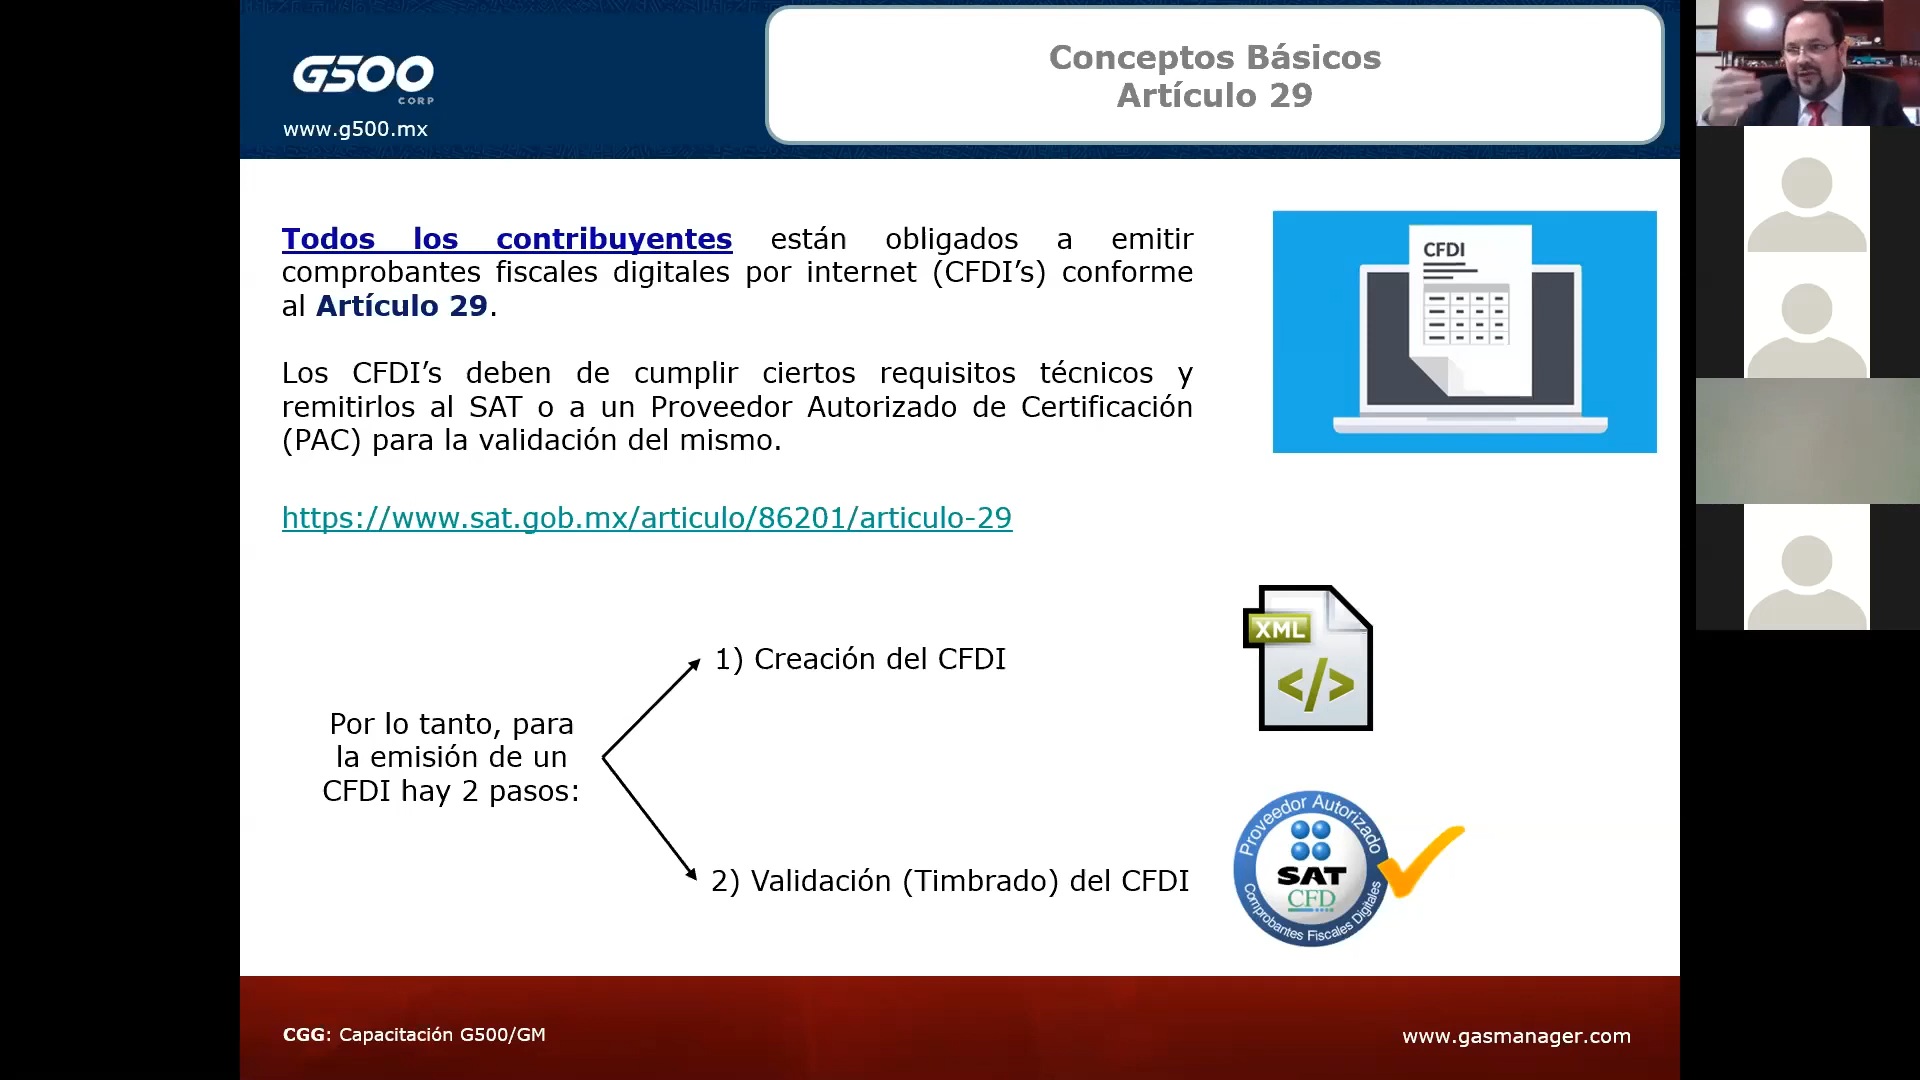 G500
CORP
www.g500.mx
Conceptos Básicos
Artículo 29
Todos los contribuyentes están obligados a emitir
comprobantes fiscales digitales por internet (CFDI’s) conforme
al Artículo 29.
CFDI
Los CFDI’s deben de cumplir ciertos requisitos técnicos y
remitirlos al SAT o a un Proveedor Autorizado de Certificación
(PAC) para la validación del mismo.
https://www.sat.gob.mx/articulo/86201/articulo-29
Por lo tanto, para
la emisión de un
CFDI hay 2 pasos:
1) Creación del CFDI
XML
</>
2) Validación (Timbrado) del CFDI
Proveedor Autorizado
SAT
CFD
Comprobantes Fiscales Digitales
CGG: Capacitación G500/GM
www.gasmanager.com